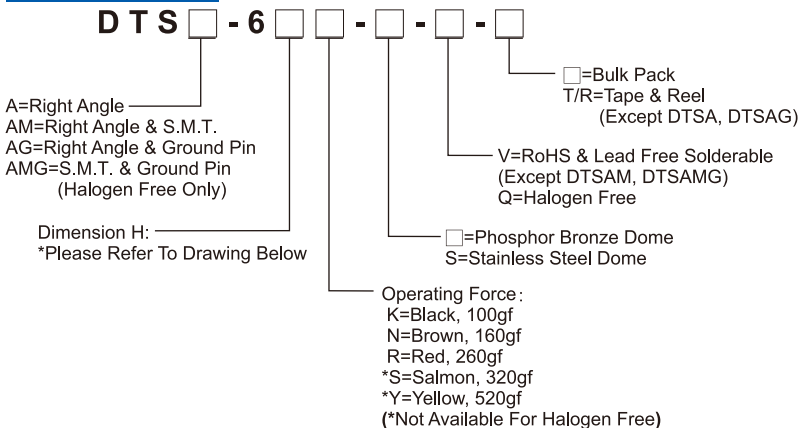 DTS□ - 6□□ - □ - □ - □
□=Bulk Pack
T/R=Tape & Reel
(Except DTSA, DTSAG)
A=Right Angle
AM=Right Angle & S.M.T.
AG=Right Angle & Ground Pin
AMG=S.M.T. & Ground Pin
(Halogen Free Only)
V=RoHS & Lead Free Solderable
(Except DTSAM, DTSAMG)
Q=Halogen Free
Dimension H:
*Please Refer To Drawing Below
□=Phosphor Bronze Dome
S=Stainless Steel Dome
Operating Force:
K=Black, 100gf
N=Brown, 160gf
R=Red, 260gf
*S=Salmon, 320gf
*Y=Yellow, 520gf
(*Not Available For Halogen Free)